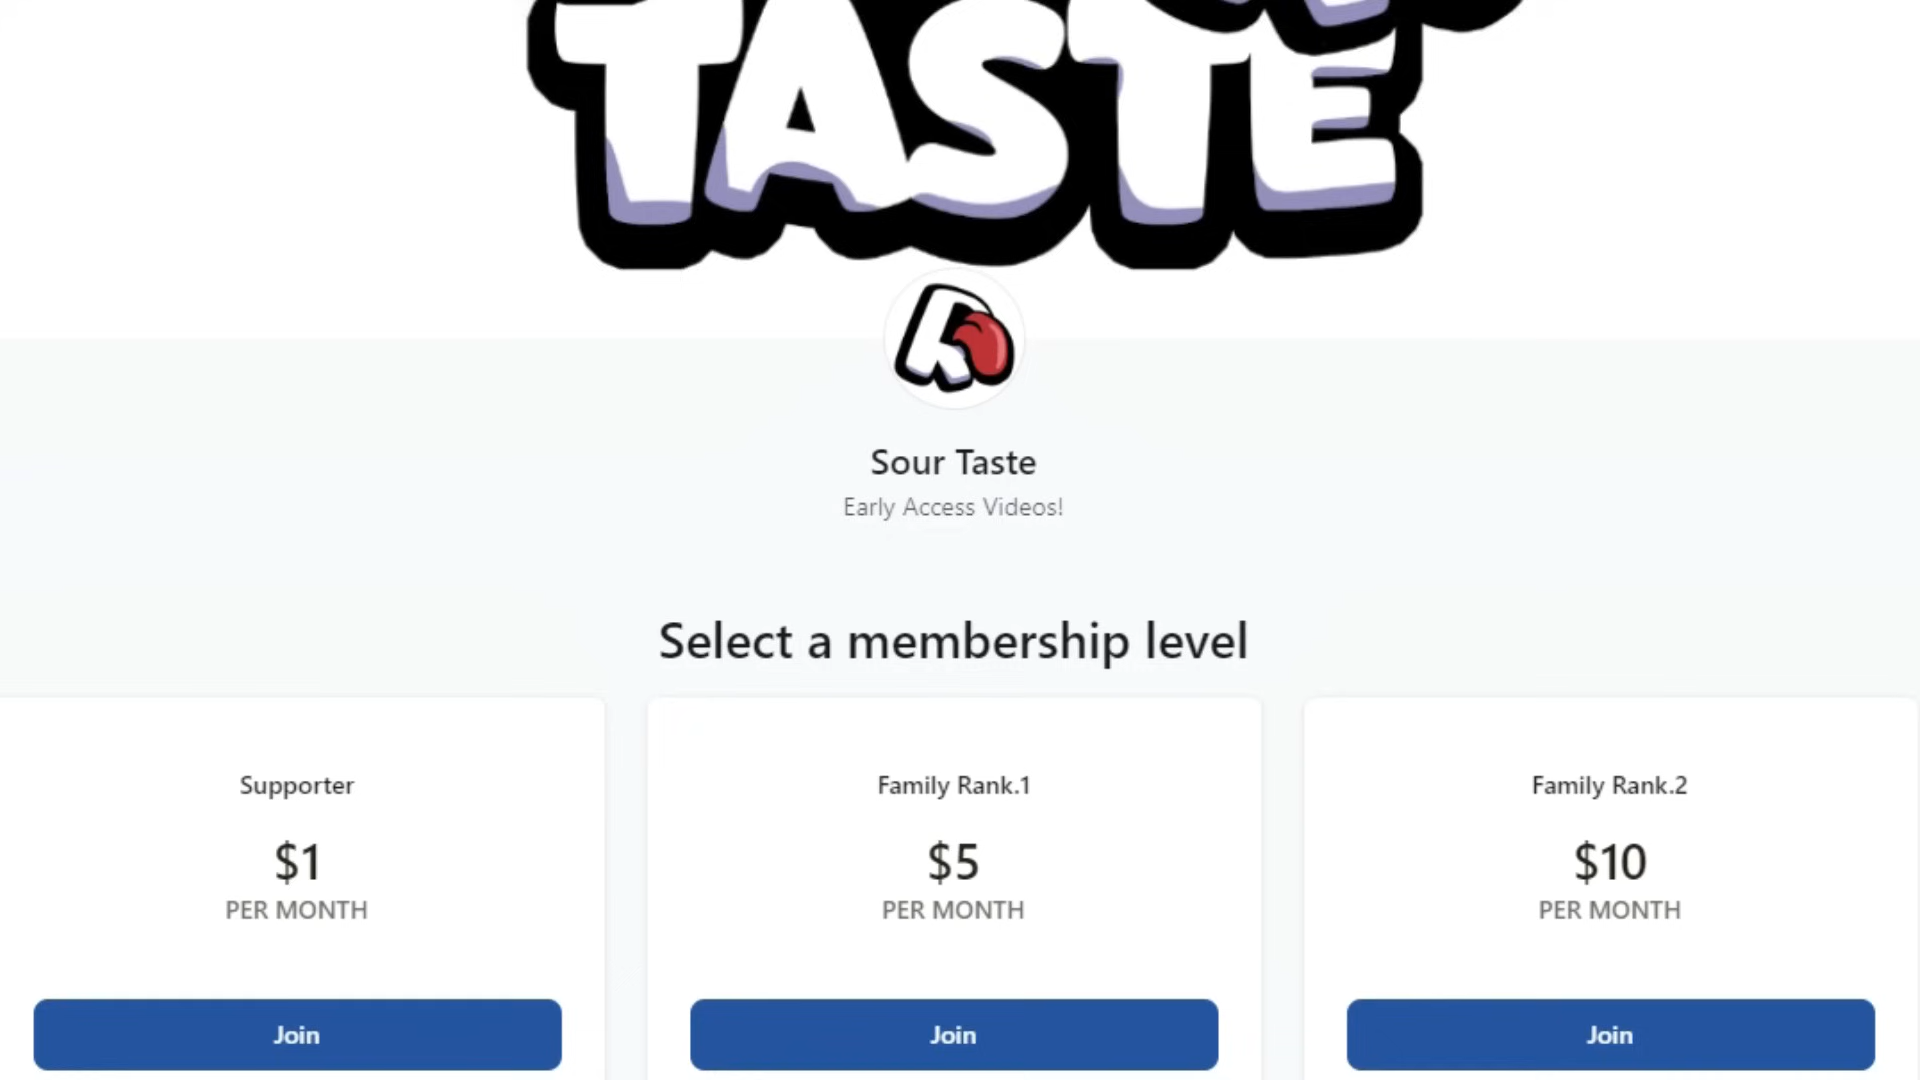 TASTE
Sour Taste
Early Access Videos!
Select a membership level
Supporter
$1
PER MONTH
Join
Family Rank.1
$5
PER MONTH
Join
Family Rank.2
$10
PER MONTH
Join